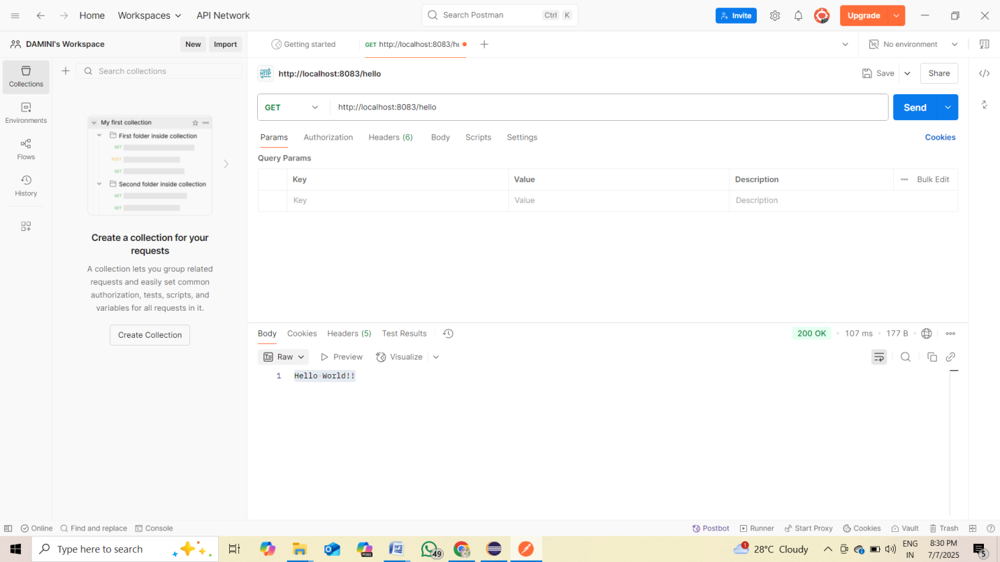 Home Workspaces API Network
Search Postman Ctrl K
Invite Upgrade
DAMINI's Workspace New Import
Getting started GET http://localhost:8083/he No environment
Search collections
Collections
Environments
Flows
History
My first collection
First folder inside collection
GET
POST
GET
Second folder inside collection
GET
GET
Create a collection for your
requests
A collection lets you group related
requests and easily set common
authorization, tests, scripts, and
variables for all requests in it.
Create Collection
HTTP http://localhost:8083/hello Save Share
GET http://localhost:8083/hello Send
Params Authorization Headers (6) Body Scripts Settings Cookies
Query Params
Key Value Description Bulk Edit
Key Value Description
Body Cookies Headers (5) Test Results 200 OK 107 ms 177 B
Raw Preview Visualize
1 Hello World!!
Online Find and replace Console Postbot Runner Start Proxy Cookies Vault Trash
Type here to search M365 49 1 28°C Cloudy ENG
IN
8:30 PM
7/7/2025
5